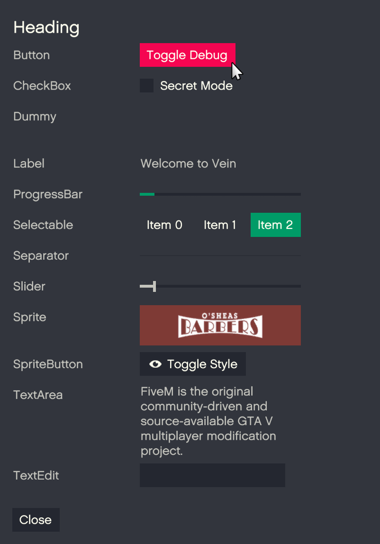 Heading
Button Toggle Debug
CheckBox Secret Mode
Dummy
Label Welcome to Vein
ProgressBar
Selectable Item 0 Item 1 Item 2
Separator
Slider
Sprite O'SHEAS
BARBERS
SpriteButton Toggle Style
TextArea FiveM is the original
community-driven and
source-available GTA V
multiplayer modification
project.
TextEdit
Close